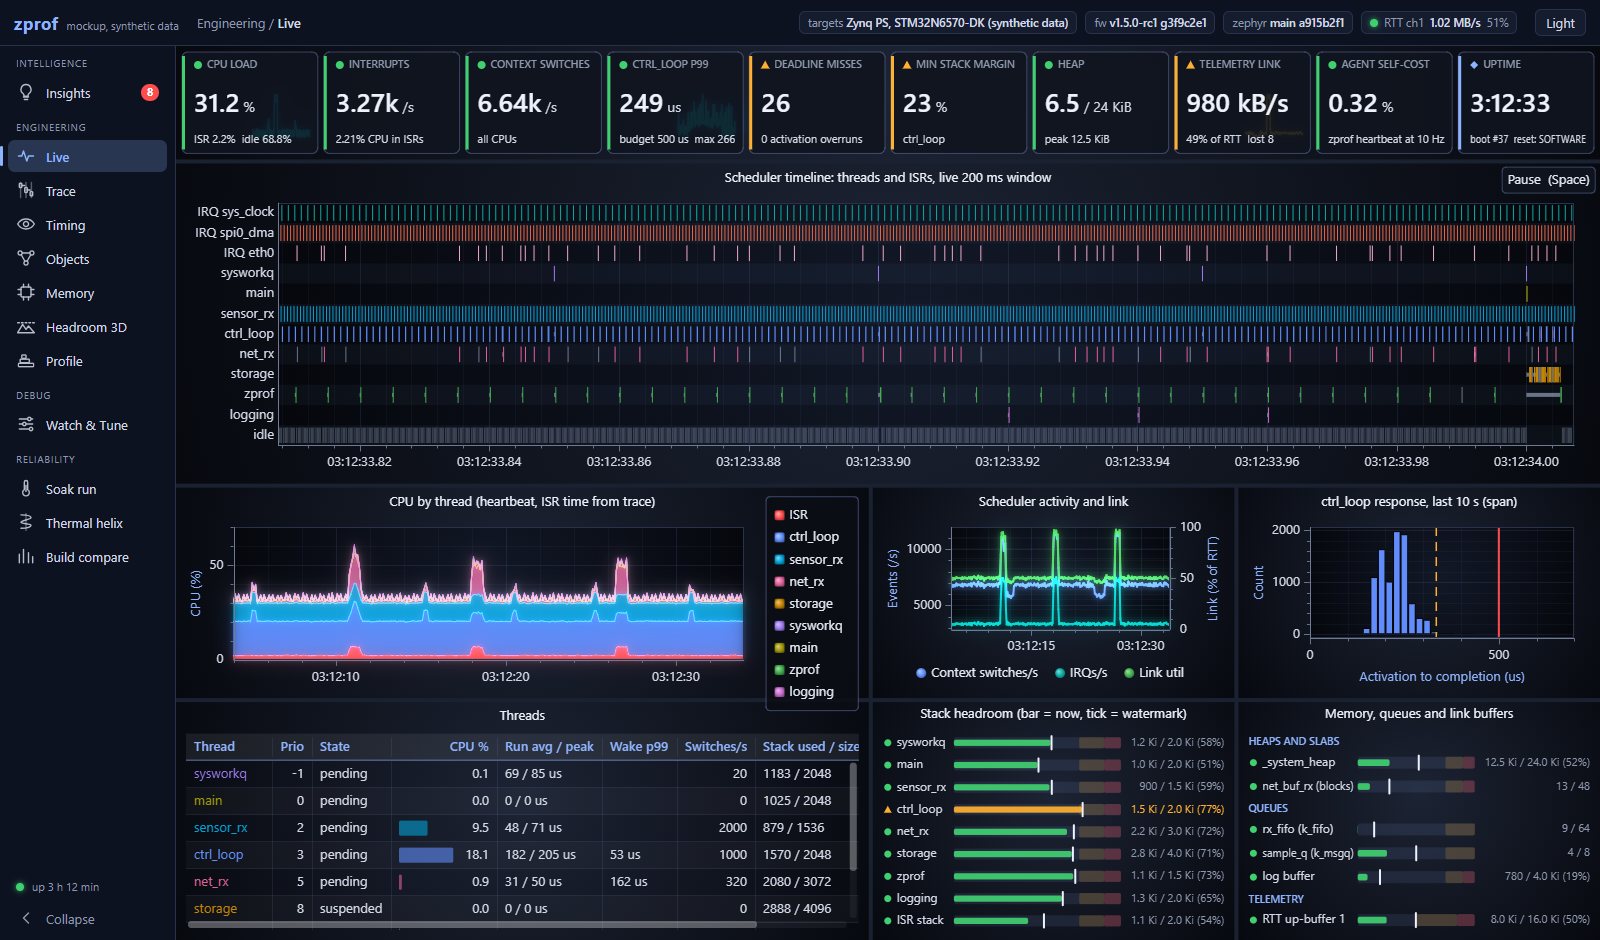 zprof mockup, synthetic data Engineering / Live targets Zynq PS, STM32N6570-DK (synthetic data) fw v1.5.0-rc1 g3f9c2e1 zephyr main a915b2f1 RTT ch1 1.02 MB/s 51% Light
INTELLIGENCE
Insights 8
ENGINEERING
Live
Trace
Timing
Objects
Memory
Headroom 3D
Profile
DEBUG
Watch & Tune
RELIABILITY
Soak run
Thermal helix
Build compare
up 3 h 12 min
Collapse
CPU LOAD
31.2 %
ISR 2.2% idle 68.8%
INTERRUPTS
3.27k /s
2.21% CPU in ISRs
CONTEXT SWITCHES
6.64k /s
all CPUs
CTRL_LOOP P99
249 us
budget 500 us max 266
DEADLINE MISSES
26
0 activation overruns
MIN STACK MARGIN
23 %
ctrl_loop
HEAP
6.5 / 24 KiB
peak 12.5 KiB
TELEMETRY LINK
980 kB/s
49% of RTT lost 8
AGENT SELF-COST
0.32 %
zprof heartbeat at 10 Hz
UPTIME
3:12:33
boot #37 reset: SOFTWARE
Scheduler timeline: threads and ISRs, live 200 ms window
Pause (Space)
IRQ sys_clock
IRQ spi0_dma
IRQ eth0
sysworkq
main
sensor_rx
ctrl_loop
net_rx
storage
zprof
logging
idle
03:12:33.82 03:12:33.84 03:12:33.86 03:12:33.88 03:12:33.90 03:12:33.92 03:12:33.94 03:12:33.96 03:12:33.98 03:12:34.00
CPU by thread (heartbeat, ISR time from trace)
CPU (%)
50
0
03:12:10 03:12:20 03:12:30
ISR
ctrl_loop
sensor_rx
net_rx
storage
sysworkq
main
zprof
logging
Scheduler activity and link
Events (/s)
10000
5000
100
50
0
Link (% of RTT)
03:12:15 03:12:30
Context switches/s IRQs/s Link util
ctrl_loop response, last 10 s (span)
Count
2000
1000
0
0 500
Activation to completion (us)
Threads
Thread Prio State CPU % Run avg / peak Wake p99 Switches/s Stack used / size
sysworkq -1 pending 0.1 69 / 85 us 20 1183 / 2048
main 0 pending 0.0 0 / 0 us 0 1025 / 2048
sensor_rx 2 pending 9.5 48 / 71 us 2000 879 / 1536
ctrl_loop 3 pending 18.1 182 / 205 us 53 us 1000 1570 / 2048
net_rx 5 pending 0.9 31 / 50 us 162 us 320 2080 / 3072
storage 8 suspended 0.0 0 / 0 us 0 2888 / 4096
Stack headroom (bar = now, tick = watermark)
sysworkq 1.2 Ki / 2.0 Ki (58%)
main 1.0 Ki / 2.0 Ki (51%)
sensor_rx 900 / 1.5 Ki (59%)
ctrl_loop 1.5 Ki / 2.0 Ki (77%)
net_rx 2.2 Ki / 3.0 Ki (72%)
storage 2.8 Ki / 4.0 Ki (71%)
zprof 1.1 Ki / 1.5 Ki (73%)
logging 1.3 Ki / 2.0 Ki (65%)
ISR stack 1.1 Ki / 2.0 Ki (54%)
Memory, queues and link buffers
HEAPS AND SLABS
_system_heap 12.5 Ki / 24.0 Ki (52%)
net_buf_rx (blocks) 13 / 48
QUEUES
rx_fifo (k_fifo) 9 / 64
sample_q (k_msgq) 4 / 8
log buffer 780 / 4.0 Ki (19%)
TELEMETRY
RTT up-buffer 1 8.0 Ki / 16.0 Ki (50%)